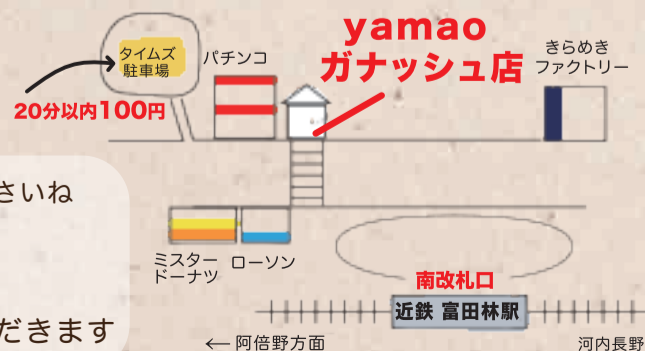 yamao
ガナッシュ店
タイムズ
駐車場
パチンコ
きらめき
ファクトリー
20分以内100円
さいね
ミスター
ドーナツ
ローソン
南改札口
近鉄 富田林駅
だきます
← 阿倍野方面
河内長野